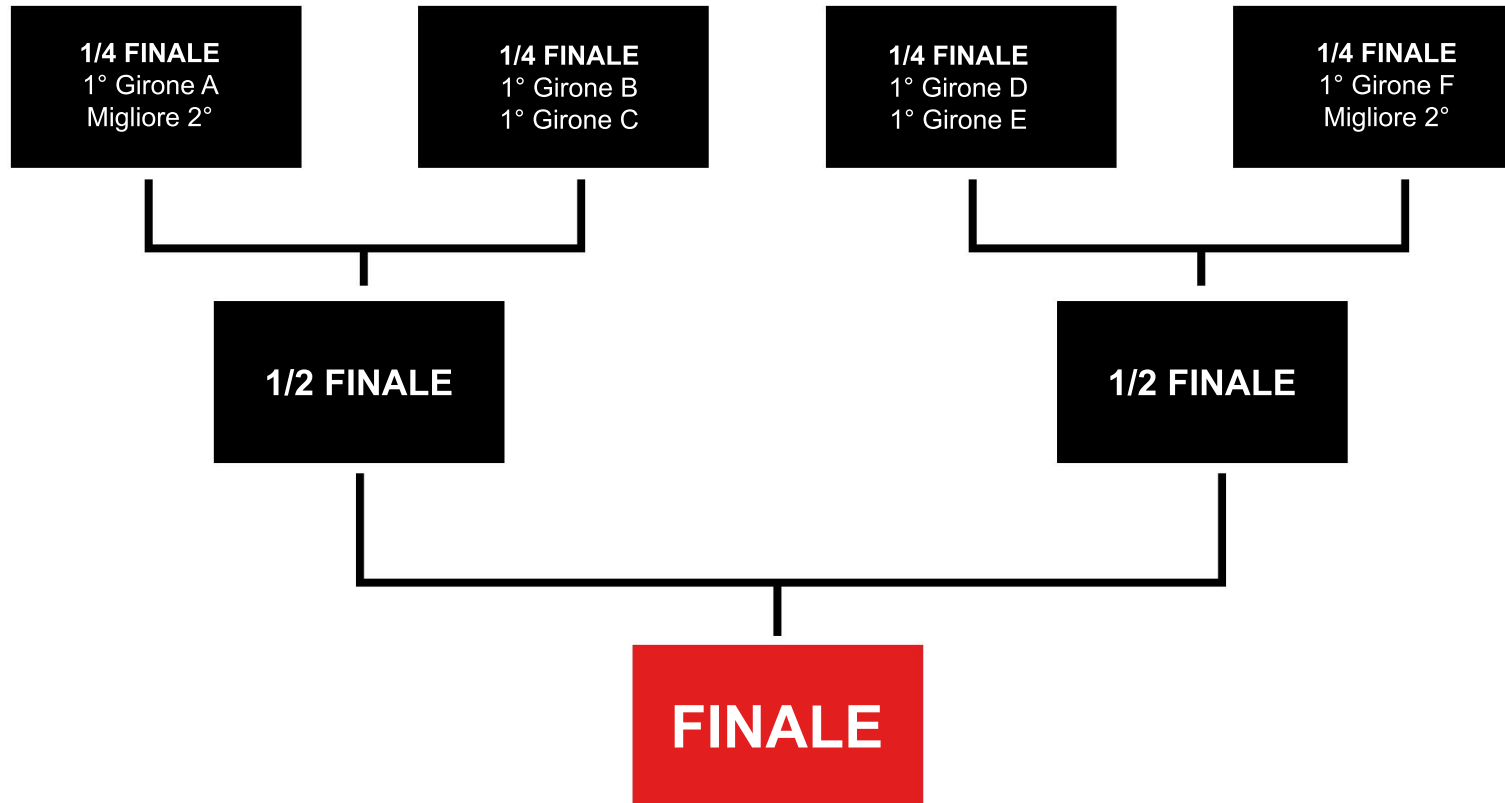 1/4 FINALE
1° Girone A
Migliore 2°
1/4 FINALE
1° Girone B
1° Girone C
1/4 FINALE
1° Girone D
1° Girone E
1/4 FINALE
1° Girone F
Migliore 2°
1/2 FINALE
1/2 FINALE
FINALE